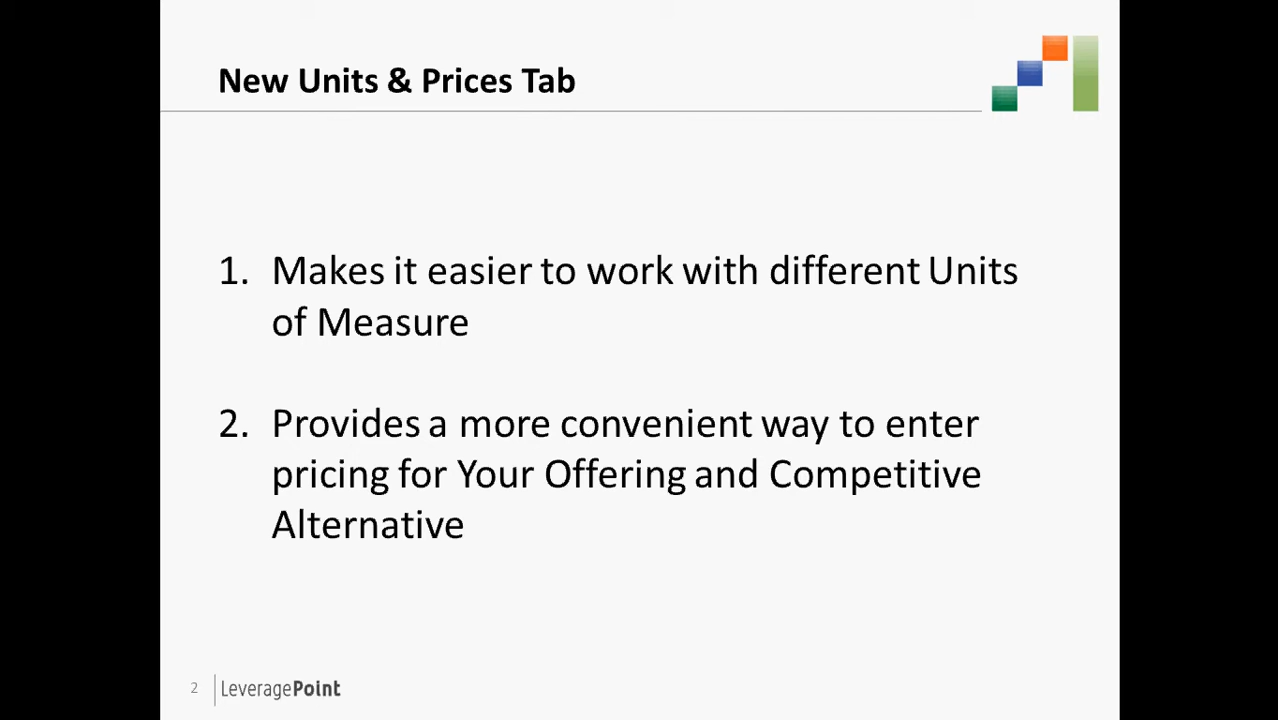 New Units & Prices Tab
1. Makes it easier to work with different Units
of Measure
2. Provides a more convenient way to enter
pricing for Your Offering and Competitive
Alternative
2
LeveragePoint